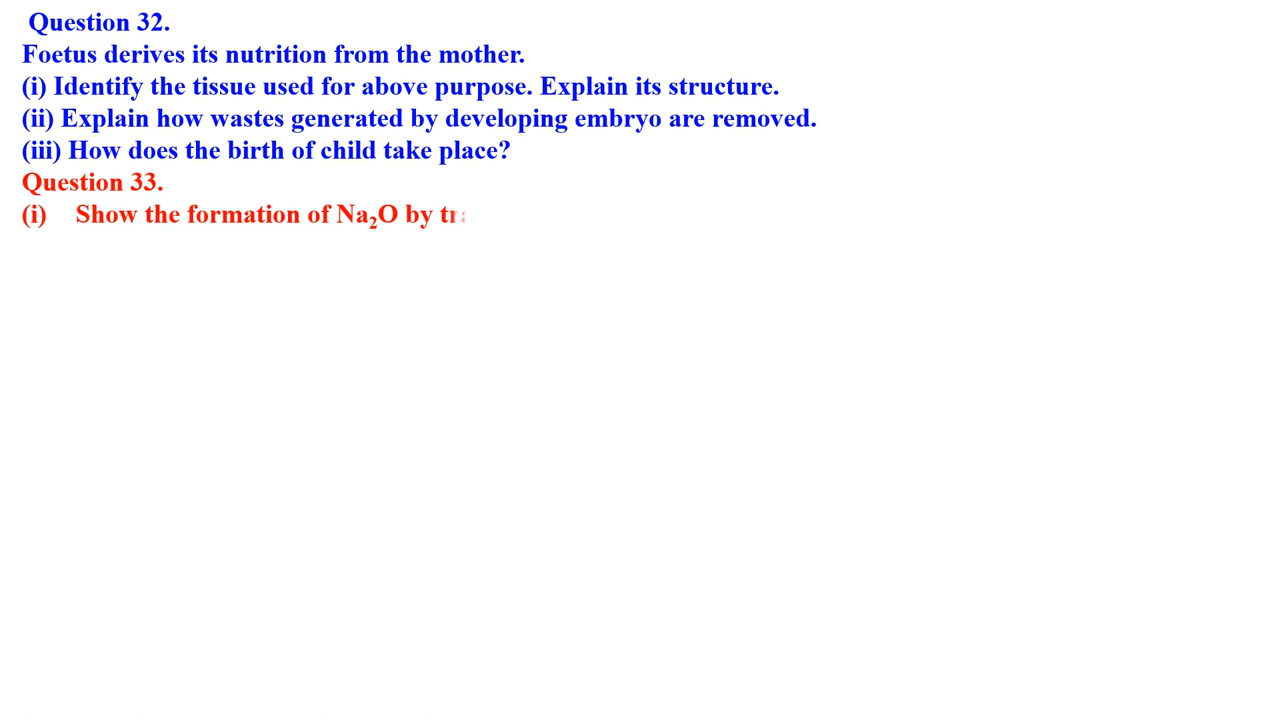 Question 32.
Foetus derives its nutrition from the mother.
(i) Identify the tissue used for above purpose. Explain its structure.
(ii) Explain how wastes generated by developing embryo are removed.
(iii) How does the birth of child take place?
Question 33.
(i) Show the formation of Na₂O by